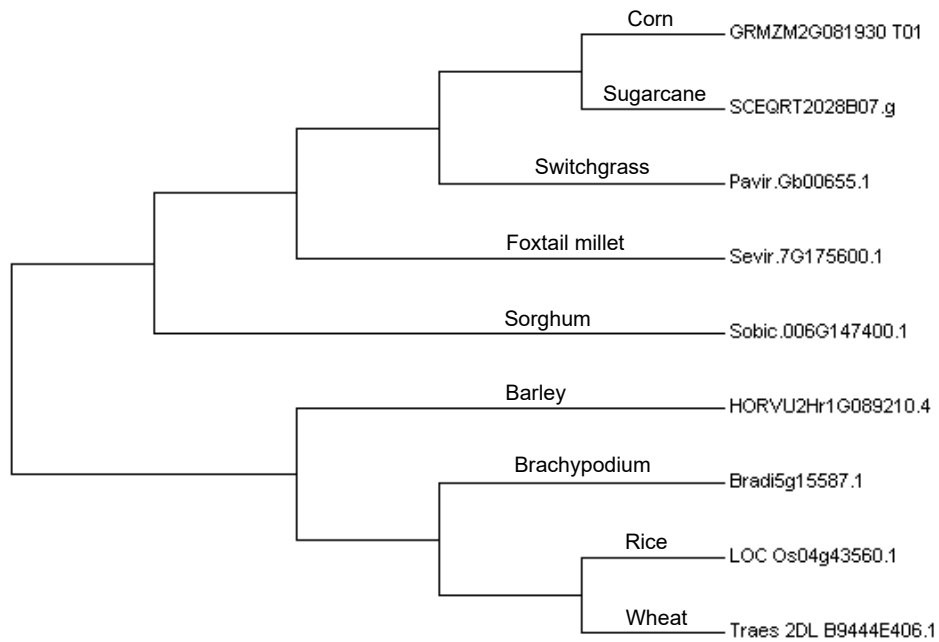 Corn
GRMZM2G081930 T01
Sugarcane
SCEQRT2028B07.g
Switchgrass
Pavir.Gb00655.1
Foxtail millet
Sevir.7G175600.1
Sorghum
Sobic.006G147400.1
Barley
HORVU2Hr1G089210.4
Brachypodium
Bradi5g15587.1
Rice
LOC Os04g43560.1
Wheat
Traes 2DL B9444E406.1